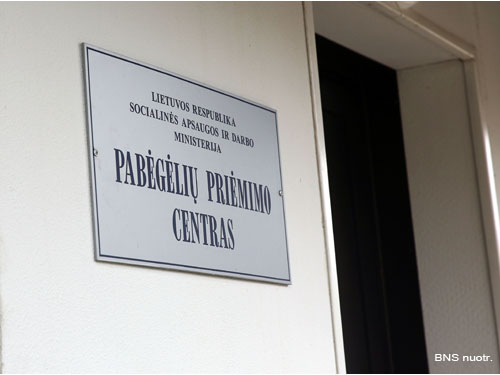 LIETUVOS RESPUBLIKA
SOCIALINĖS APSAUGOS IR DARBO
MINISTERIJA
PABĖGĖLIŲ PRIĖMIMO
CENTRAS
BNS nuotr.